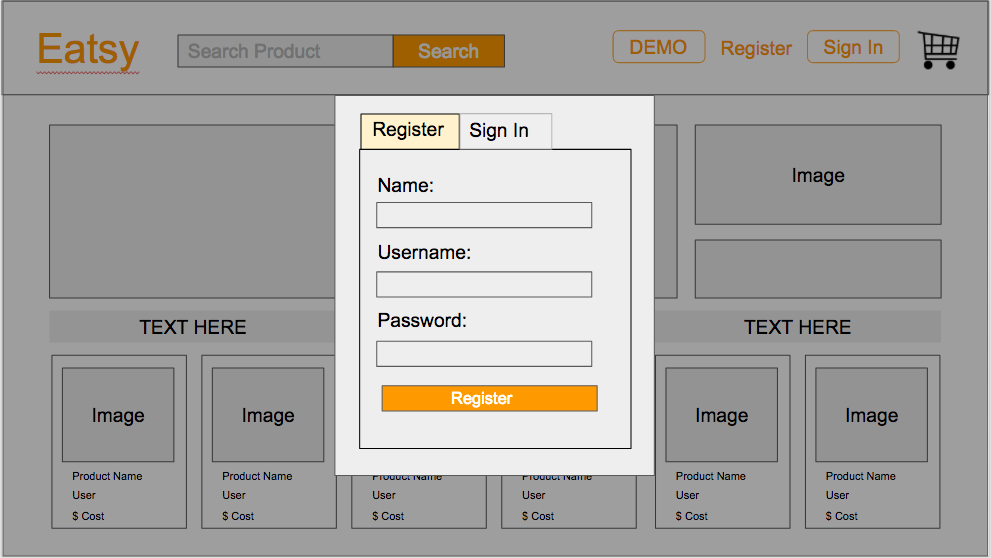 Eatsy
Search Product
Search
DEMO
Register
Sign In
Register
Sign In
Name:
Username:
Password:
Register
Image
TEXT HERE
TEXT HERE
Image
Image
Image
Image
Product Name
Product Name
Product Name
Product Name
Product Name
Product Name
User
User
User
User
User
User
$ Cost
$ Cost
$ Cost
$ Cost
$ Cost
$ Cost